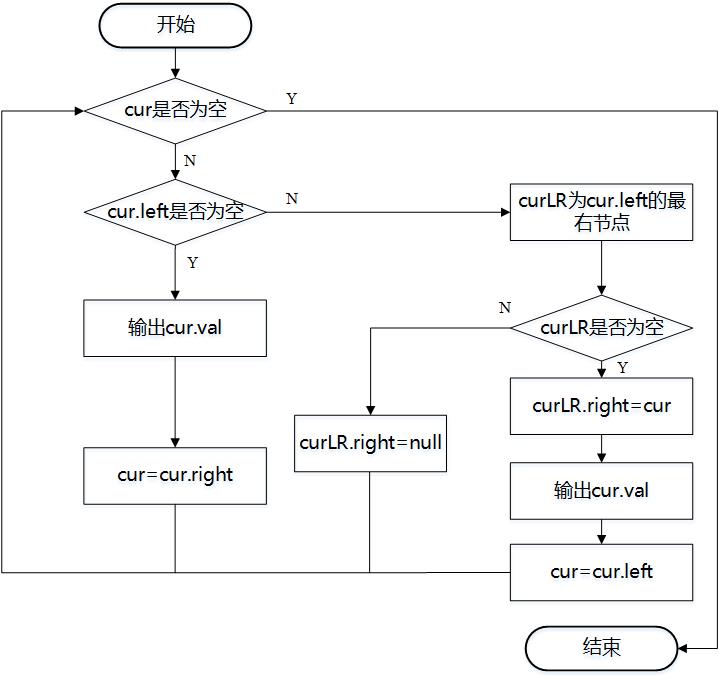 开始
cur是否为空
Y
N
cur.left是否为空
N
curLR为cur.left的最
右节点
Y
输出cur.val
N
curLR是否为空
Y
curLR.right=cur
curLR.right=null
cur=cur.right
输出cur.val
cur=cur.left
结束